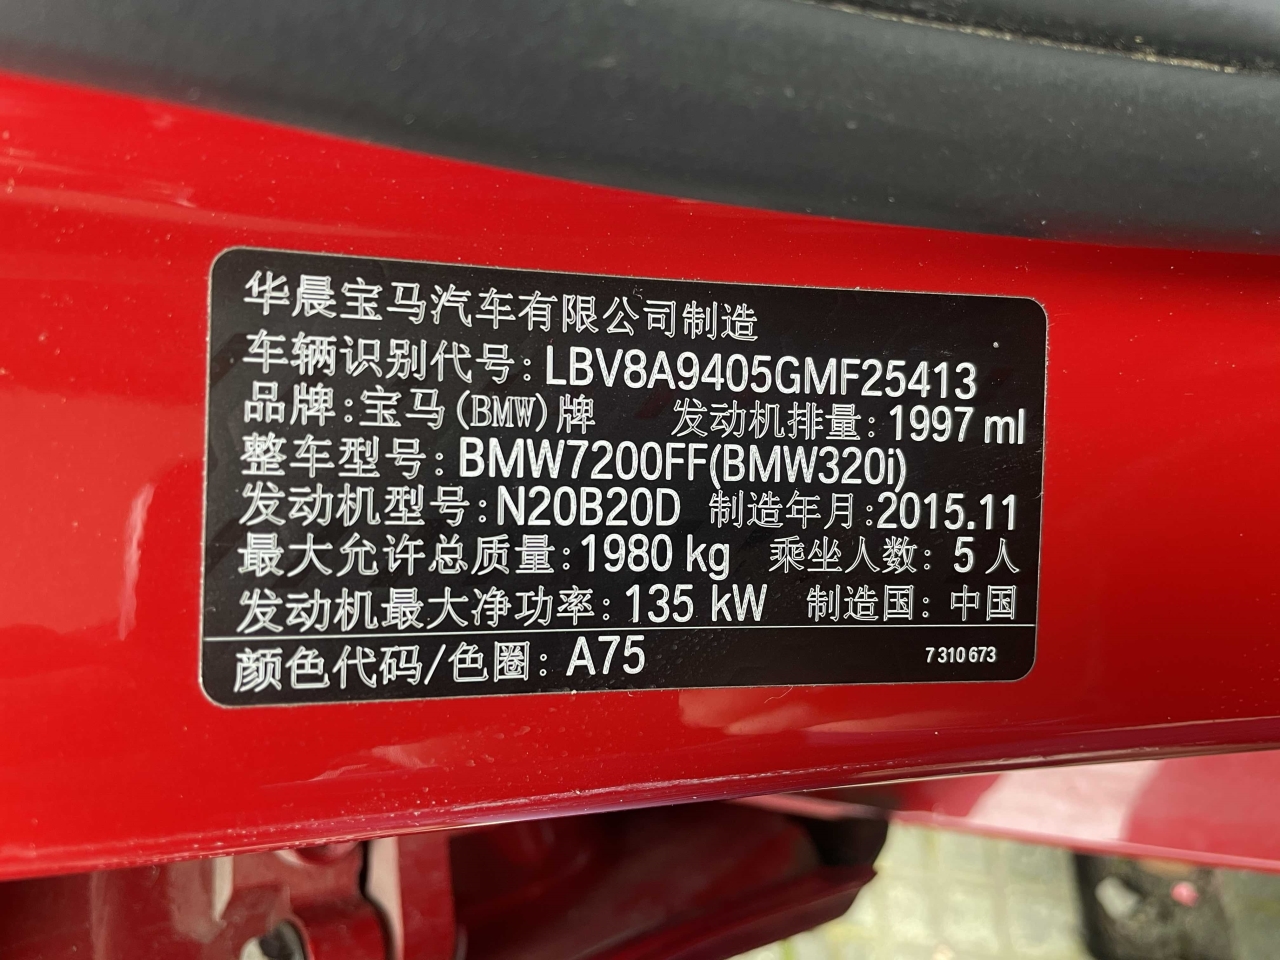 华晨宝马汽车有限公司制造
车辆识别代号: LBV8A9405GMF25413
品牌:宝马(BMW)牌 发动机排量: 1997 ml
整车型号: BMW7200FF(BMW320i)
发动机型号: N20B20D 制造年月:2015.11
最大允许总质量: 1980 kg 乘坐人数: 5 人
发动机最大净功率: 135 kW 制造国: 中国
颜色代码/色圈: A75 7 310 673